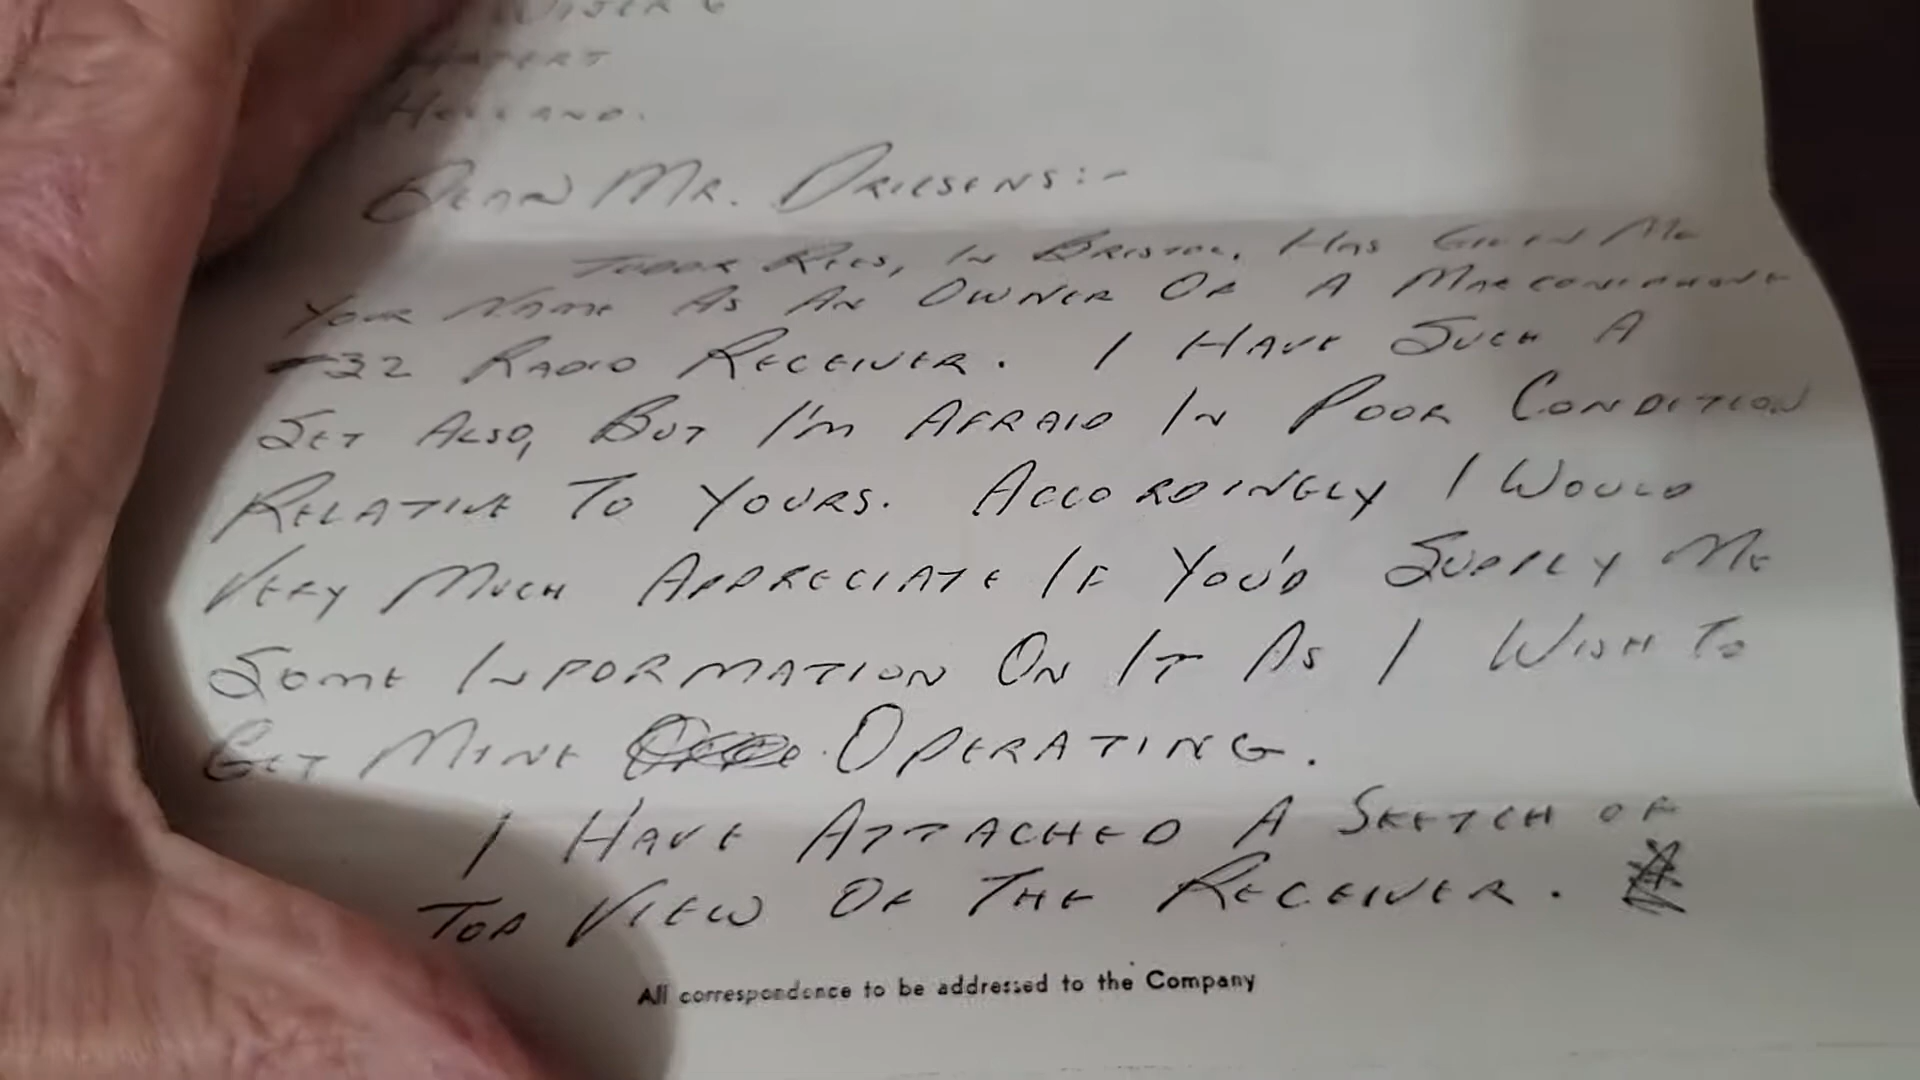 Holland.
Dear Mr. Driesens:-
Tudor Rees, In Bristol, Has Given Me
Your Name As An Owner Of A Marconiphone
-32 Radio Receiver. I Have Such A
Set Also, But I'm Afraid In Poor Condition
Relative To Yours. Accordingly I Would
Very Much Appreciate If You'd Supply Me
Some Information On It As I Wish To
Get Mine Operating.
I Have Attached A Sketch Of
Top View Of The Receiver.
All correspondence to be addressed to the Company